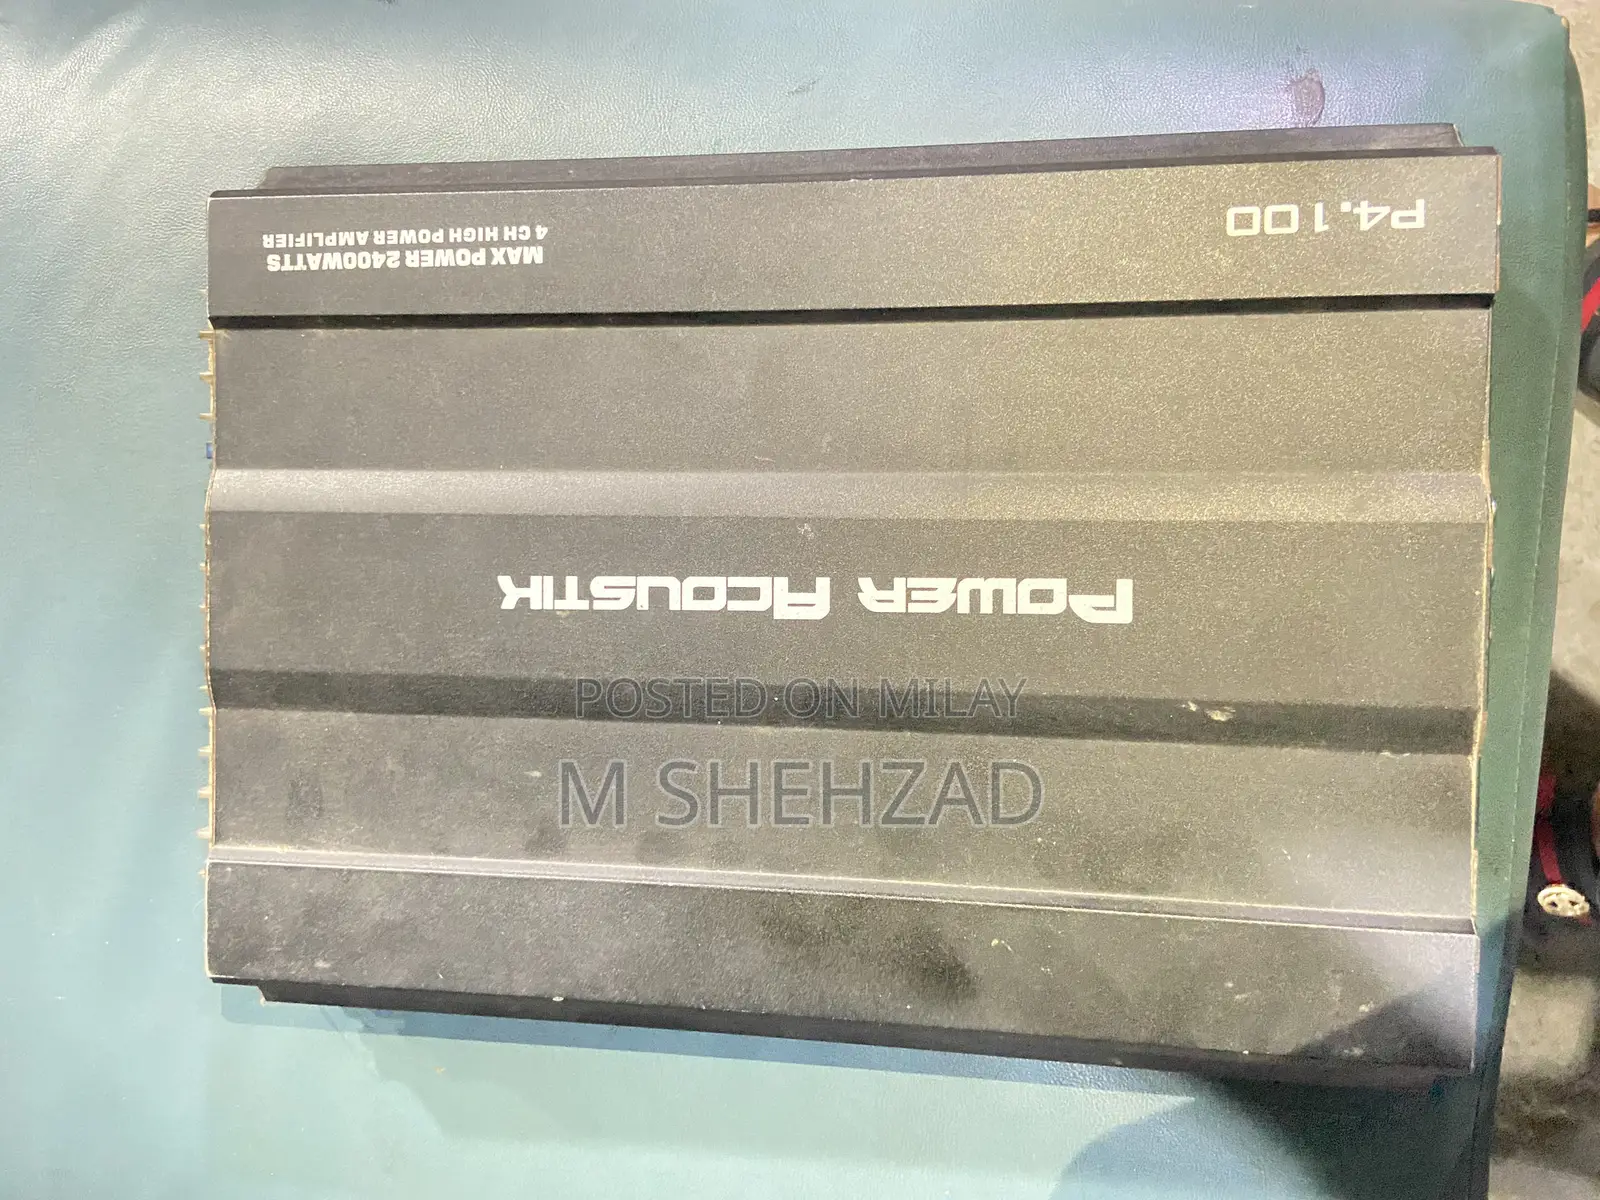 P4.100
MAX POWER 2400WATTS
4 CH HIGH POWER AMPLIFIER
POWER ACOUSTIK
POSTED ON MILAY
M SHEHZAD